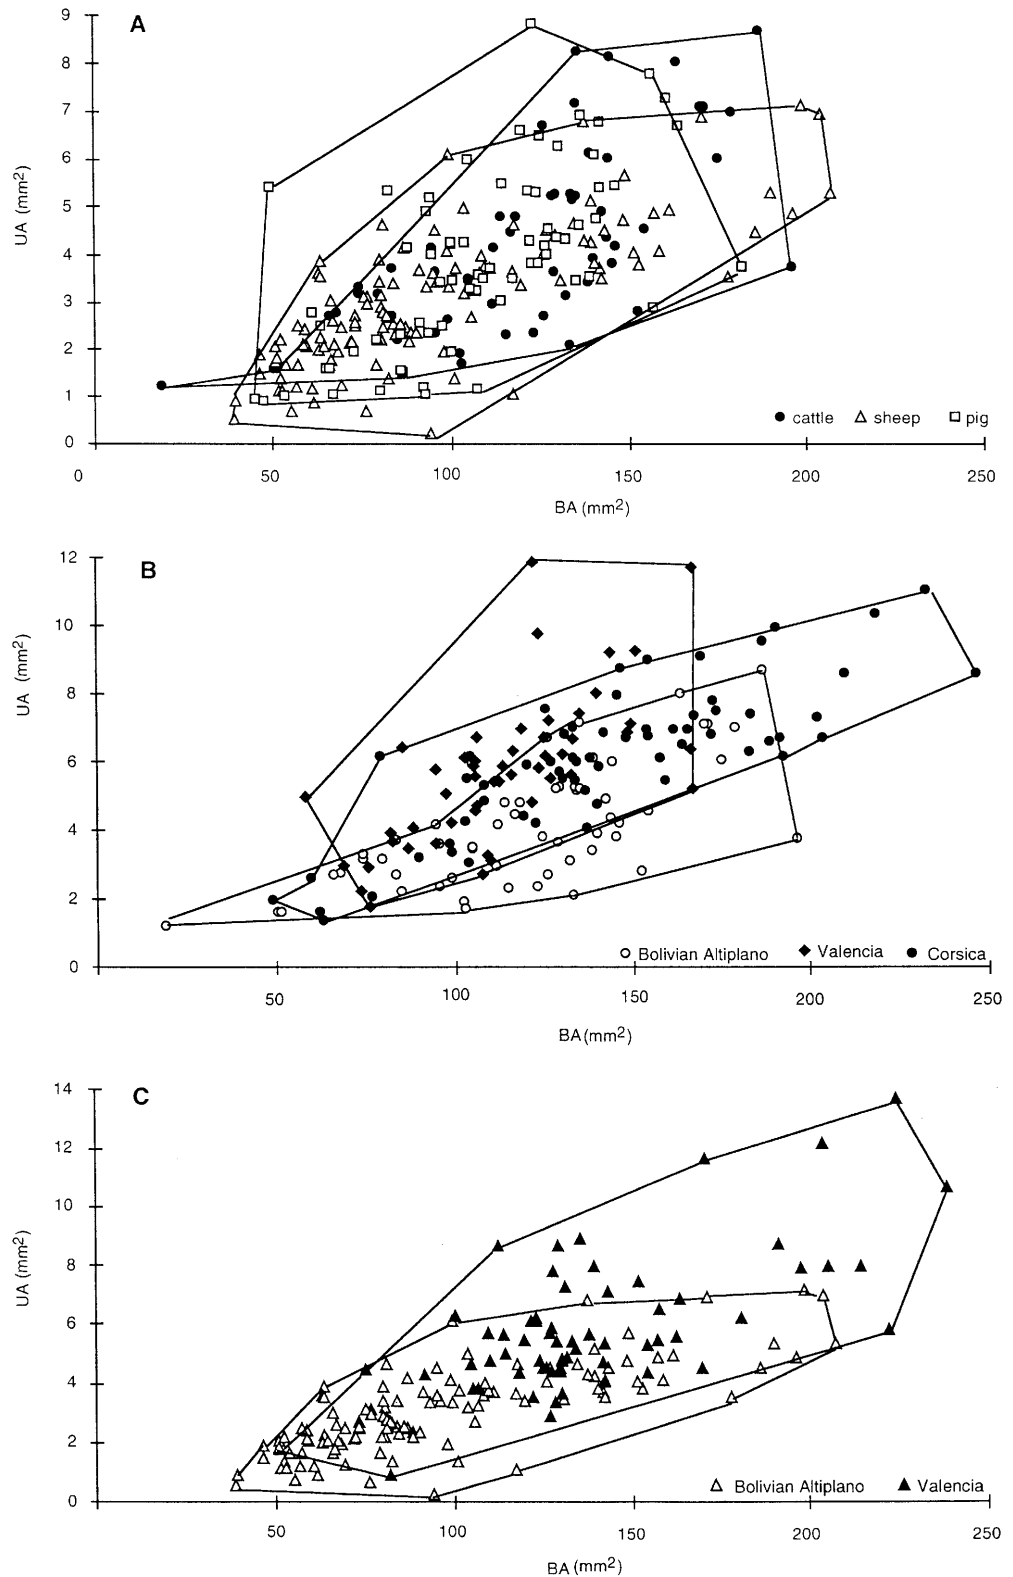 A
9
8
7
6
5
4
3
2
1
0
UA (mm2)
cattle sheep pig
0 50 100 150 200 250
BA (mm2)
B
12
10
8
6
4
2
0
UA (mm2)
Bolivian Altiplano Valencia Corsica
50 100 150 200 250
BA (mm2)
C
14
12
10
8
6
4
2
0
UA (mm2)
Bolivian Altiplano Valencia
50 100 150 200 250
BA (mm2)